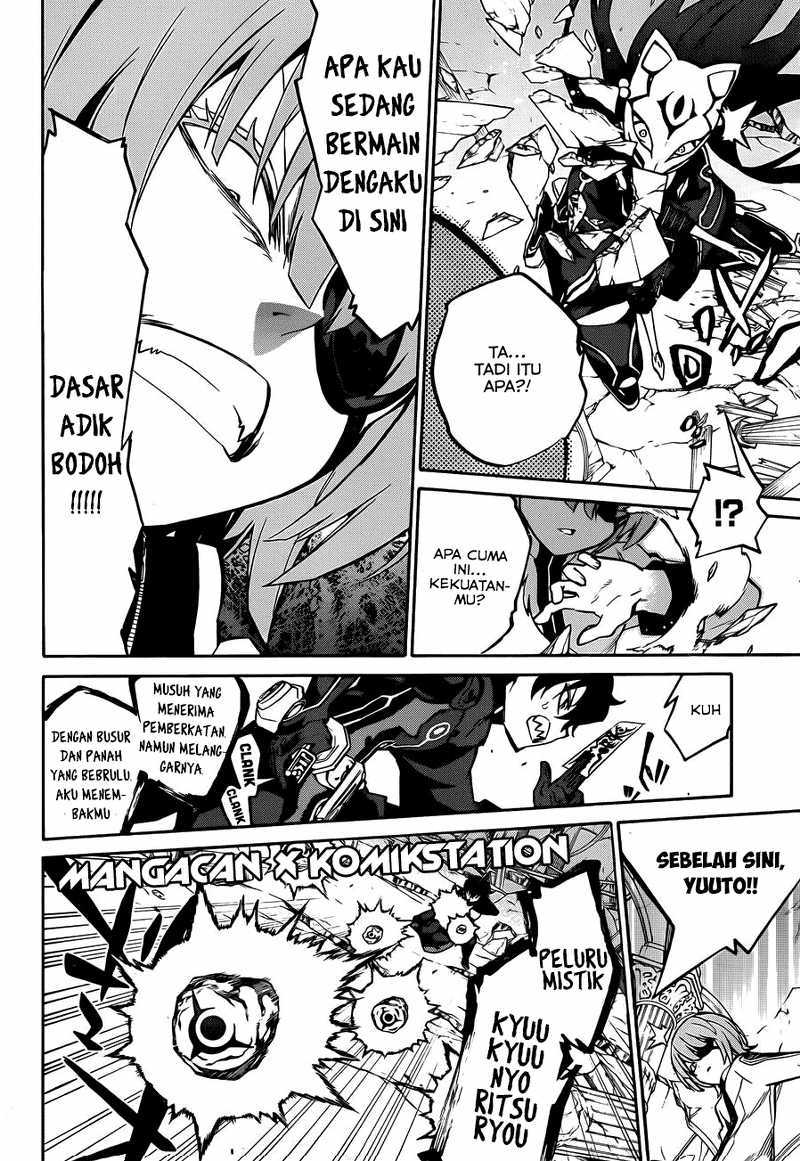 TA...
TADI ITU
APA?!
APA KAU
SEDANG
BERMAIN
DENGAKU
DI SINI
DASAR
ADIK
BODOH
!!!!!
!?
APA CUMA
INI...
KEKUATAN-
MU?
KUH
MUSUH YANG
MENERIMA
PEMBERKATAN,
NAMUN MELANG-
GARNYA.
CLANK
CLANK
DENGAN BUSUR
DAN PANAH
YANG BEBRULU,
AKU MENEM-
BAKMU
SEBELAH SINI,
YUUTO!!
MANGACAN X KOMIKSTATION
PELURU
MISTIK
KYUU
KYUU
NYO
RITSU
RYOU